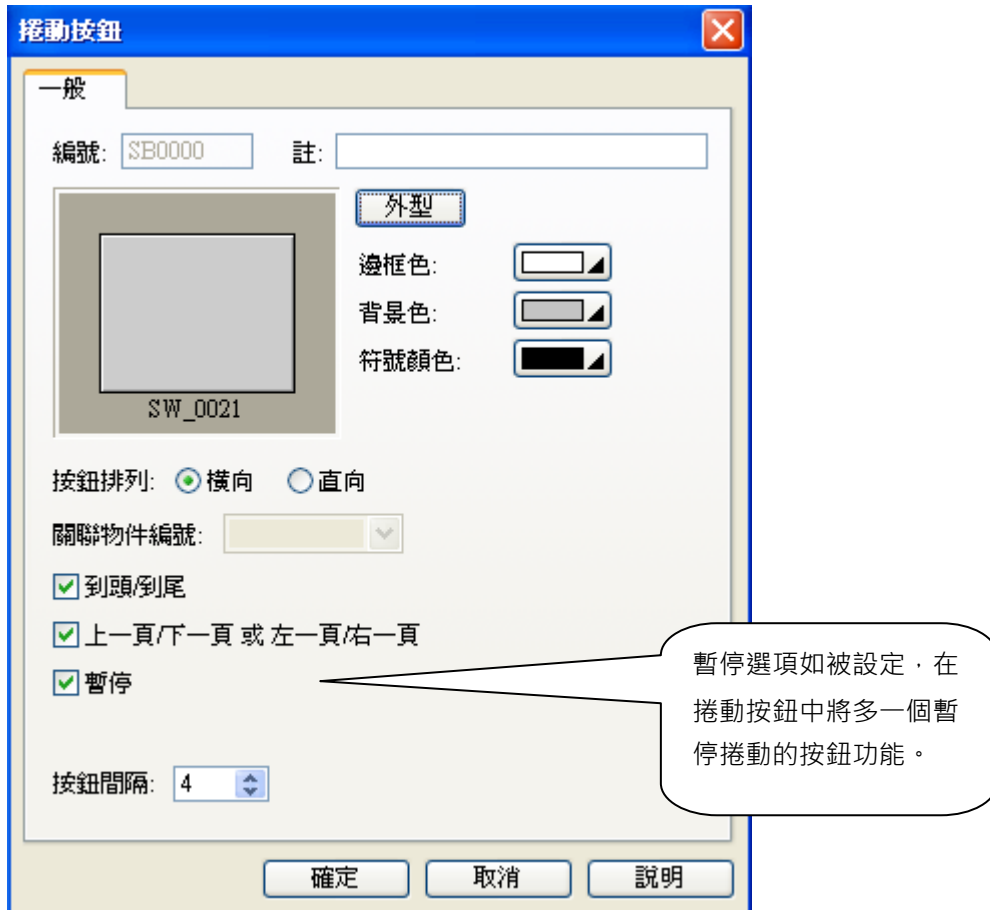 捲動按鈕
一般
編號: SB0000 註:
外型
邊框色:
背景色:
符號顏色:
SW_0021
按鈕排列: 橫向 直向
關聯物件編號:
到頭/到尾
上一頁/下一頁 或 左一頁/右一頁
暫停
暫停選項如被設定，在
捲動按鈕中將多一個暫
停捲動的按鈕功能。
按鈕間隔: 4
確定 取消 說明